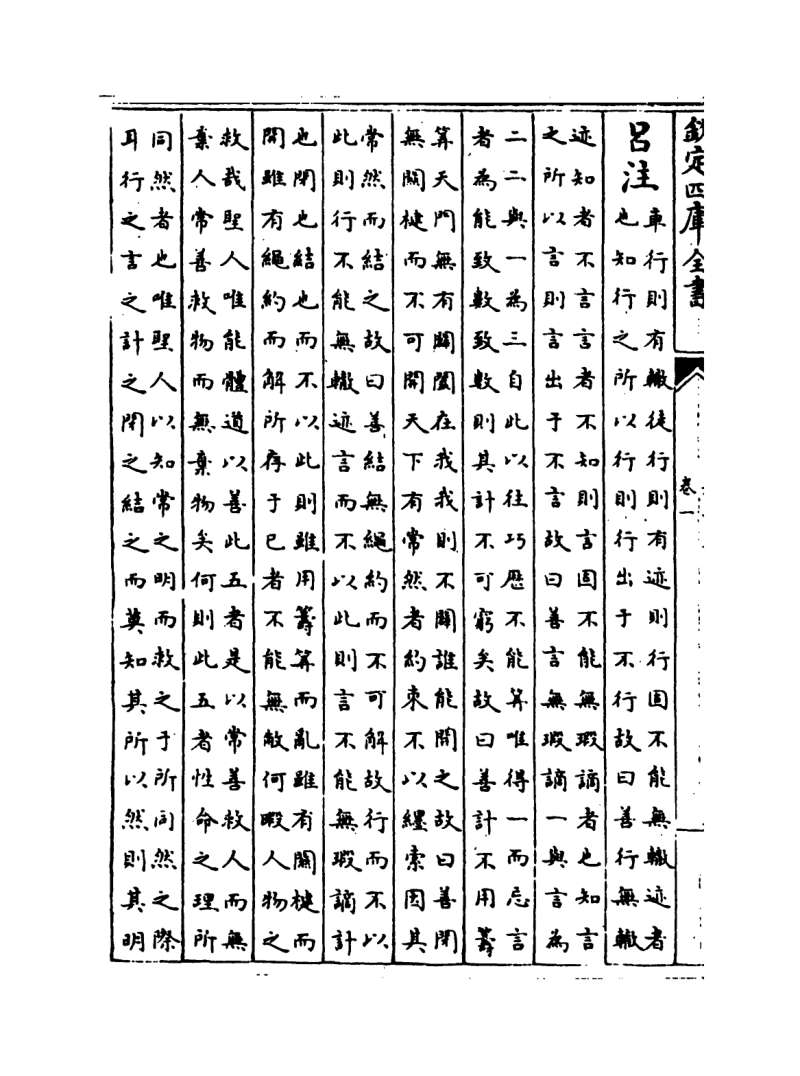 欽定四庫全書
卷一
吕注
車行則有轍徒行則有迹則行固不能無轍迹者
也知行之所以行則行出于不行故曰善行無轍
迹知者不言言者不知則言固不能無瑕謫者也知言
之所以言則言出于不言故曰善言無瑕謫一與言為
二二與一為三自此以往巧厯不能算唯得一而忘言
者為能致數致數則其計不可窮矣故曰善計不用籌
算天門無有闢闔在我我則不闢誰能開之故曰善閉
無關楗而不可開天下有常然者約束不以纆索因其
常然而結之故曰善結無繩約而不可解故行而不以
此則行不能無轍迹言而不以此則言不能無瑕謫計
也閉也結也而不以此則雖用籌算而亂雖有關楗而
開雖有繩約而解所存于已者不能無敝何暇人物之
救哉聖人唯能體道以善此五者是以常善救人而無
棄人常善救物而無棄物矣何則此五者性命之理所
同然者也唯聖人以知常之明而救之于所同然之際
耳行之言之計之閉之結之而莫知其所以然則其明